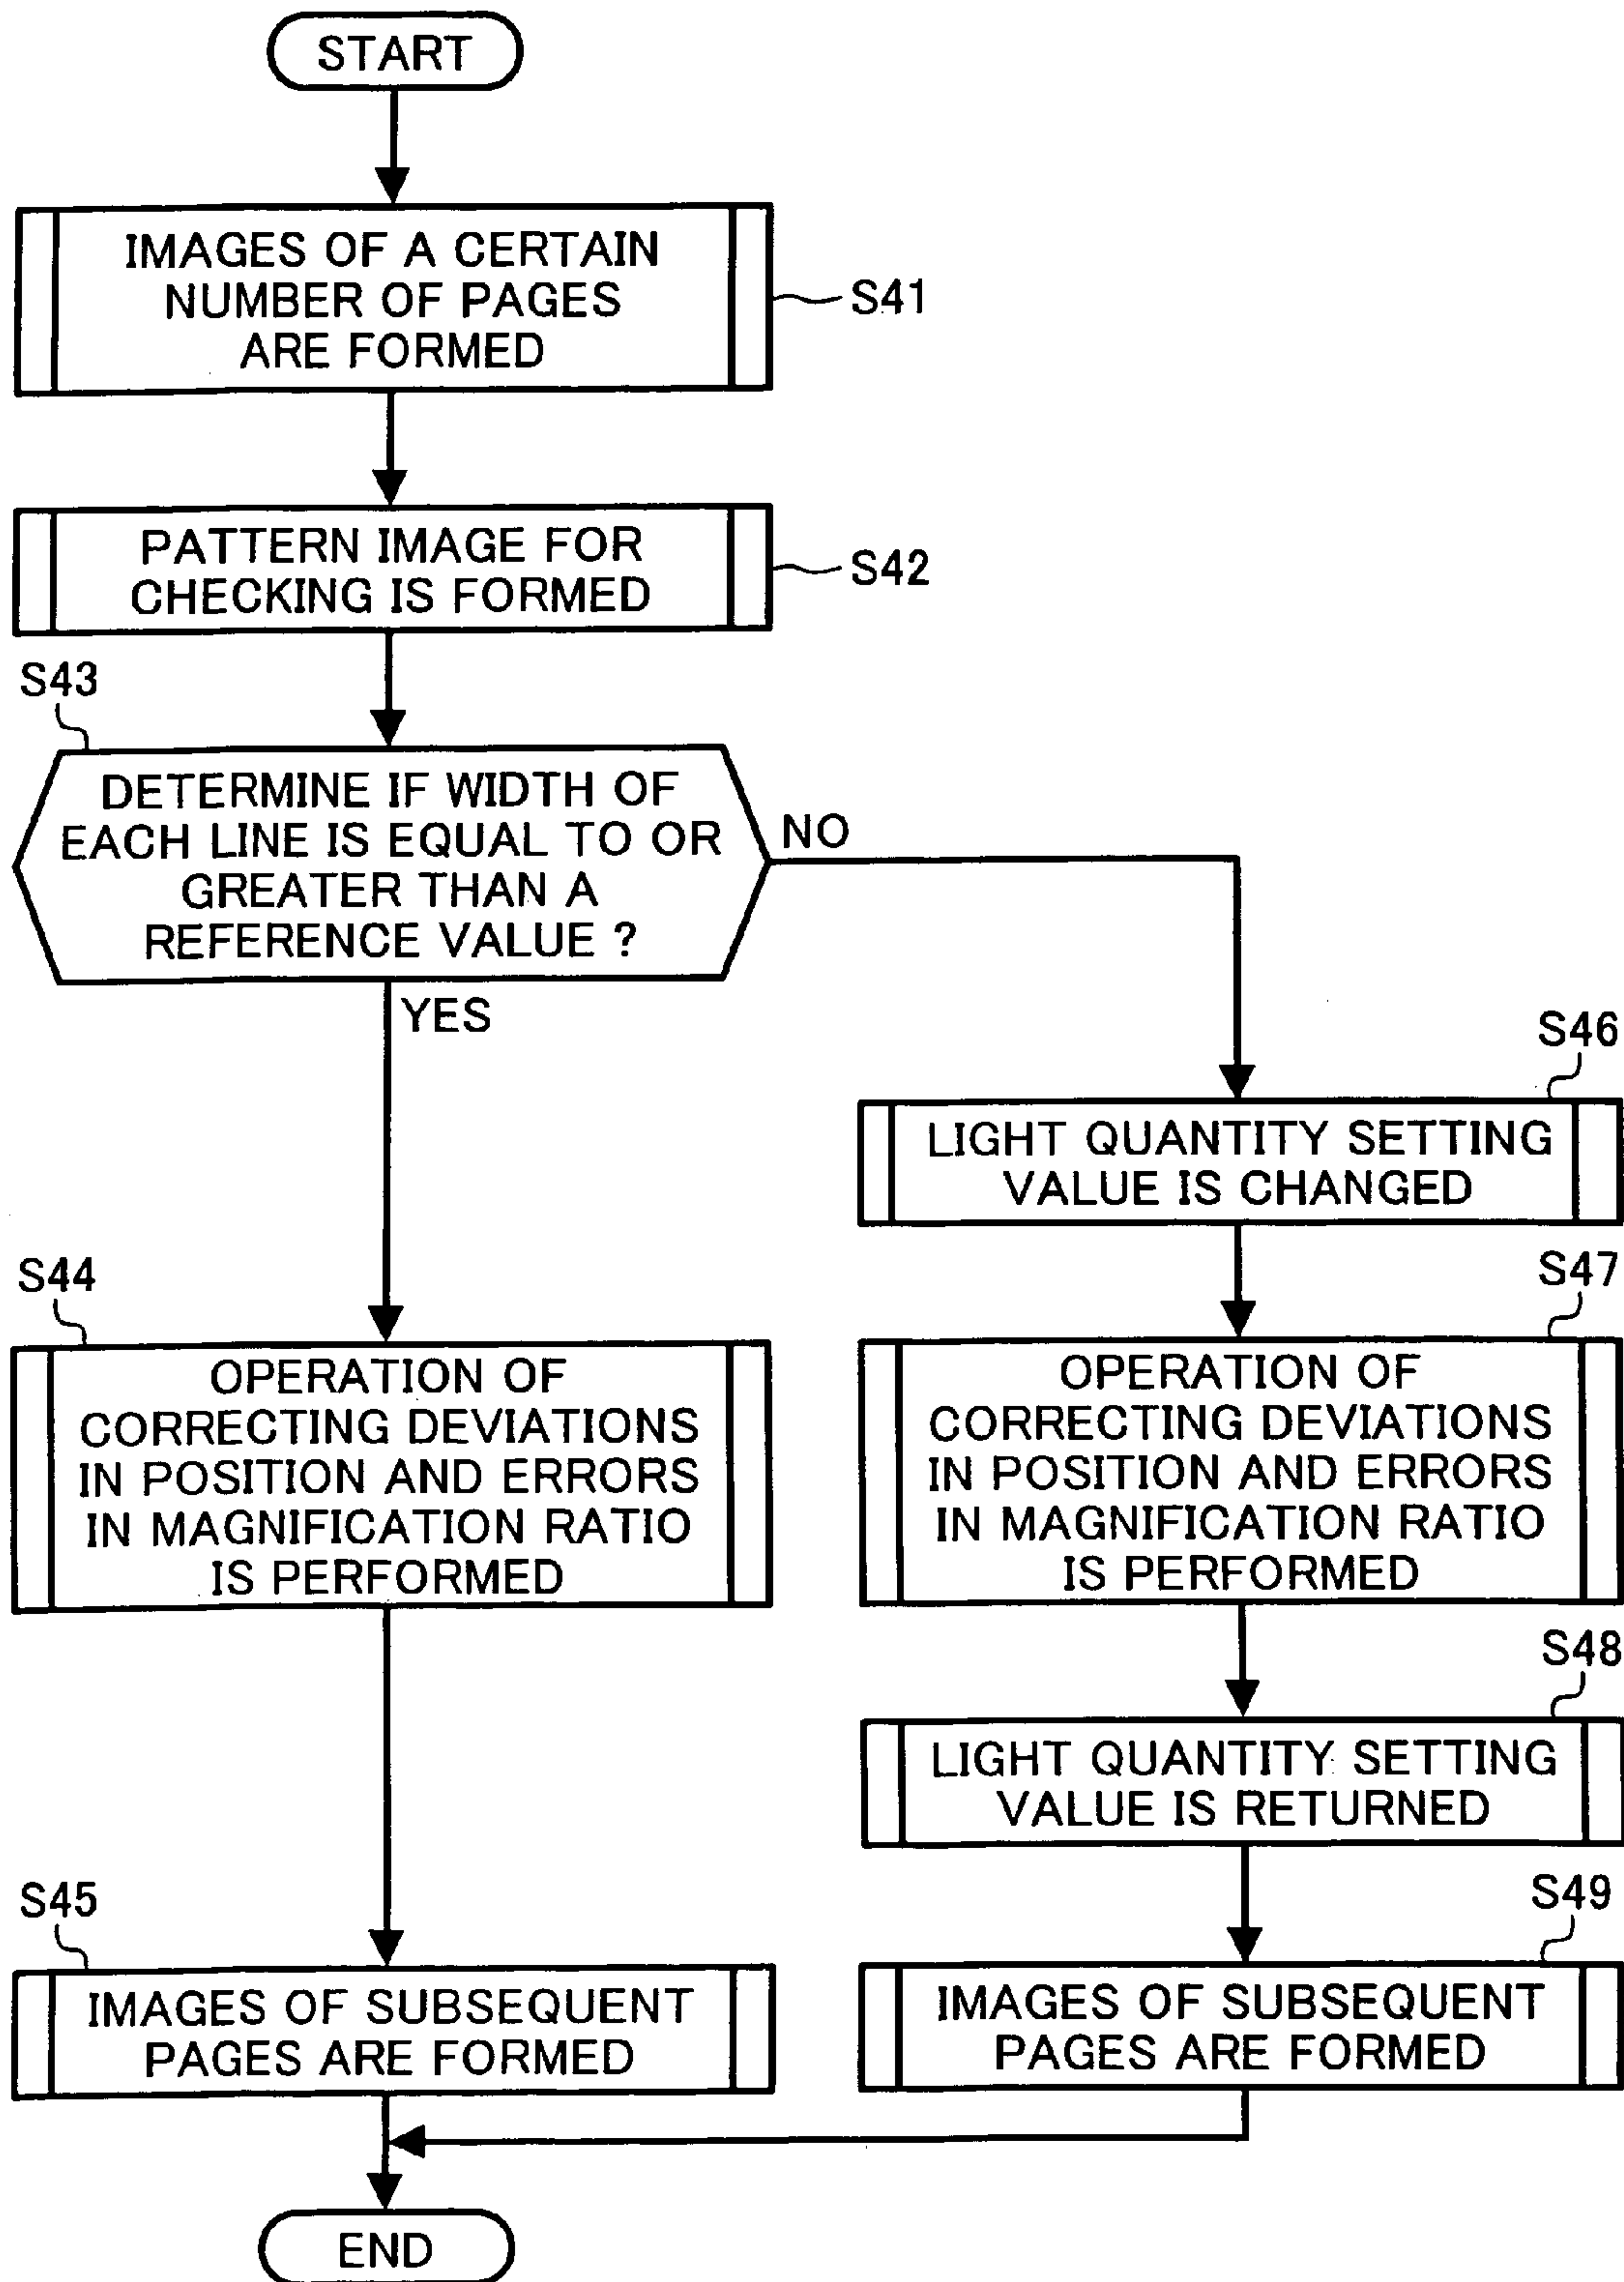 START
IMAGES OF A CERTAIN
NUMBER OF PAGES
ARE FORMED
S41
PATTERN IMAGE FOR
CHECKING IS FORMED
S42
S43
DETERMINE IF WIDTH OF
EACH LINE IS EQUAL TO OR
GREATER THAN A
REFERENCE VALUE ?
NO
YES
S46
LIGHT QUANTITY SETTING
VALUE IS CHANGED
S44
OPERATION OF
CORRECTING DEVIATIONS
IN POSITION AND ERRORS
IN MAGNIFICATION RATIO
IS PERFORMED
S47
OPERATION OF
CORRECTING DEVIATIONS
IN POSITION AND ERRORS
IN MAGNIFICATION RATIO
IS PERFORMED
S48
LIGHT QUANTITY SETTING
VALUE IS RETURNED
S45
IMAGES OF SUBSEQUENT
PAGES ARE FORMED
S49
IMAGES OF SUBSEQUENT
PAGES ARE FORMED
END